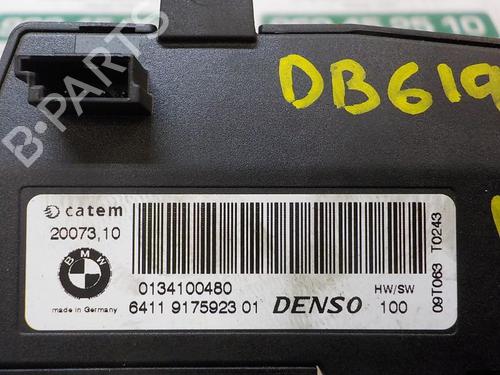 DB619
catem
20073,10
BMW
made in Germany
0134100480
6411 9175923 01
DENSO
HW/SW
100
09T063 T0243
B-PARTS